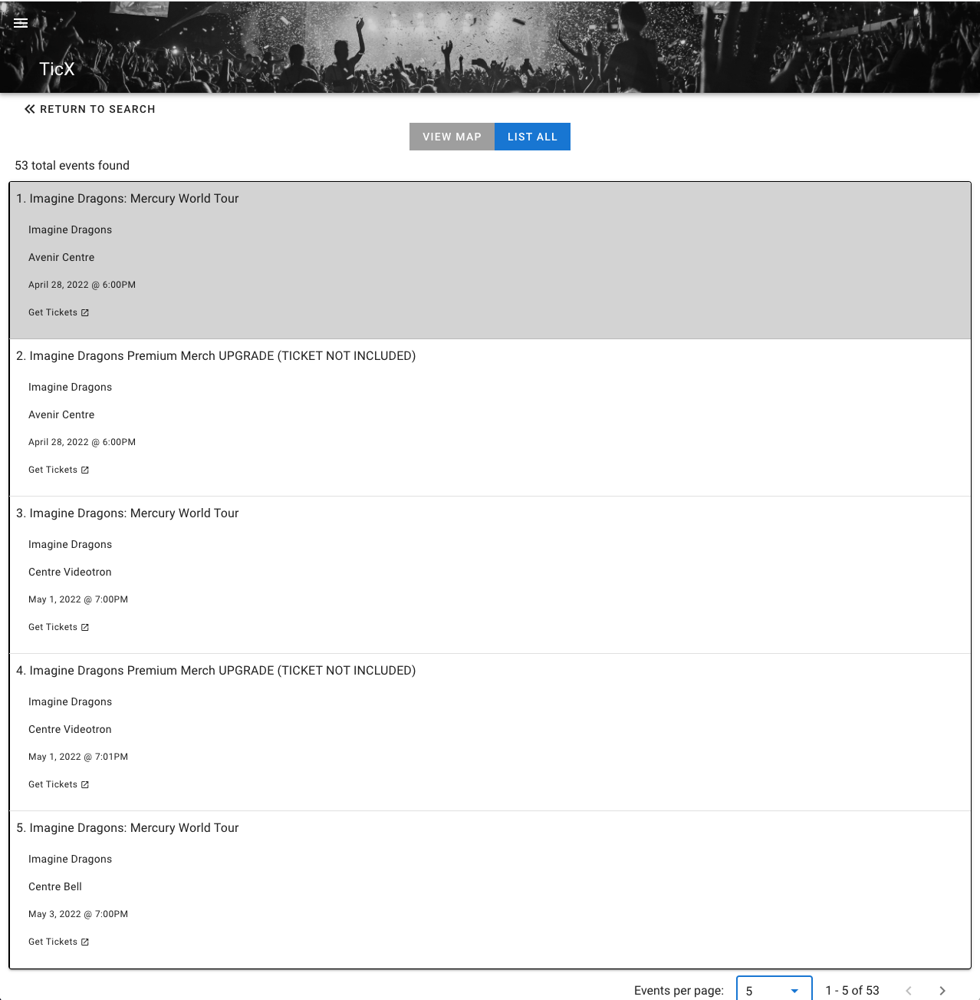 TicX
RETURN TO SEARCH
VIEW MAP LIST ALL
53 total events found
1. Imagine Dragons: Mercury World Tour
Imagine Dragons
Avenir Centre
April 28, 2022 @ 6:00PM
Get Tickets
2. Imagine Dragons Premium Merch UPGRADE (TICKET NOT INCLUDED)
Imagine Dragons
Avenir Centre
April 28, 2022 @ 6:00PM
Get Tickets
3. Imagine Dragons: Mercury World Tour
Imagine Dragons
Centre Videotron
May 1, 2022 @ 7:00PM
Get Tickets
4. Imagine Dragons Premium Merch UPGRADE (TICKET NOT INCLUDED)
Imagine Dragons
Centre Videotron
May 1, 2022 @ 7:01PM
Get Tickets
5. Imagine Dragons: Mercury World Tour
Imagine Dragons
Centre Bell
May 3, 2022 @ 7:00PM
Get Tickets
Events per page: 5 1 - 5 of 53